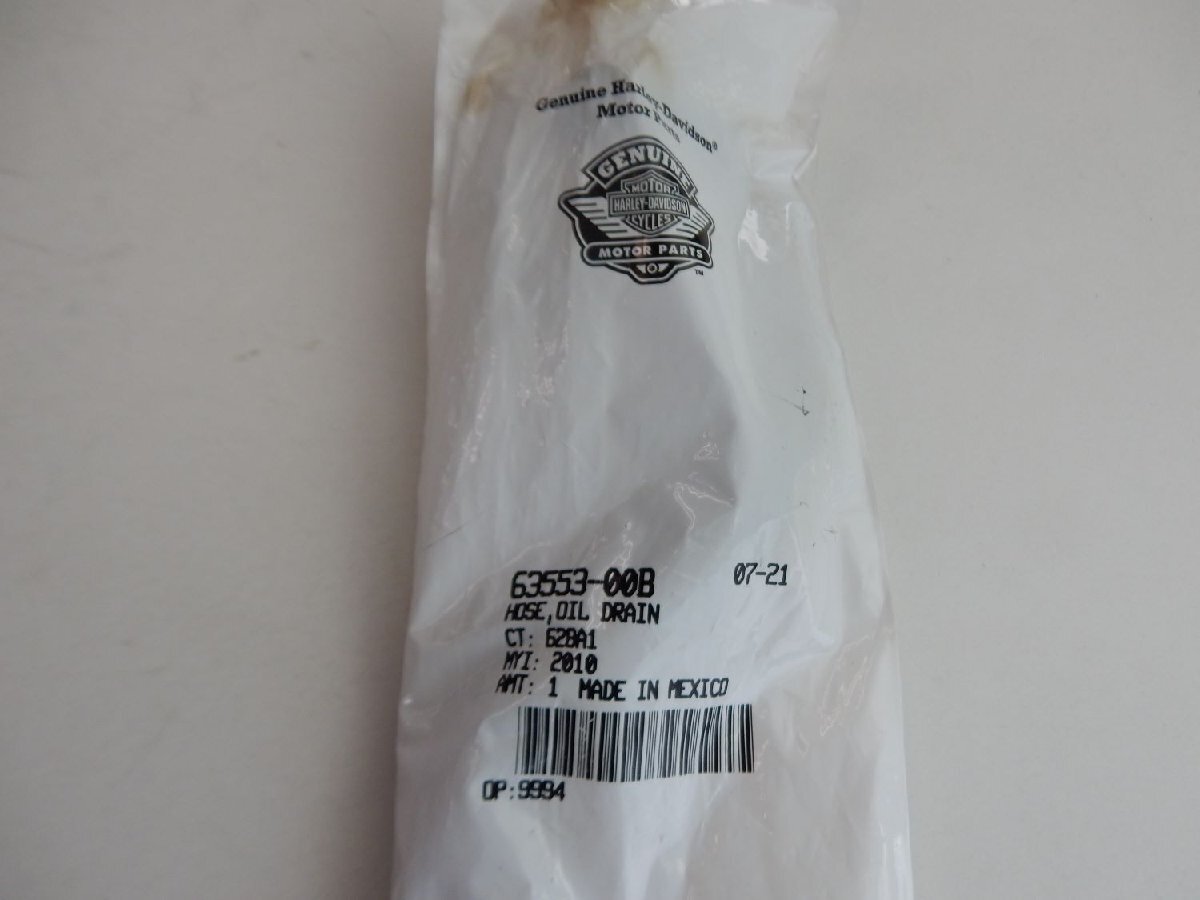 Genuine Harley-Davidson®
Motor Parts
GENUINE
MOTOR
HARLEY-DAVIDSON
CYCLES
MOTOR PARTS
™
63553-00B 07-21
HOSE,OIL DRAIN
CT: 62BA1
MYI: 2010
AMT: 1 MADE IN MEXICO
OP:9994